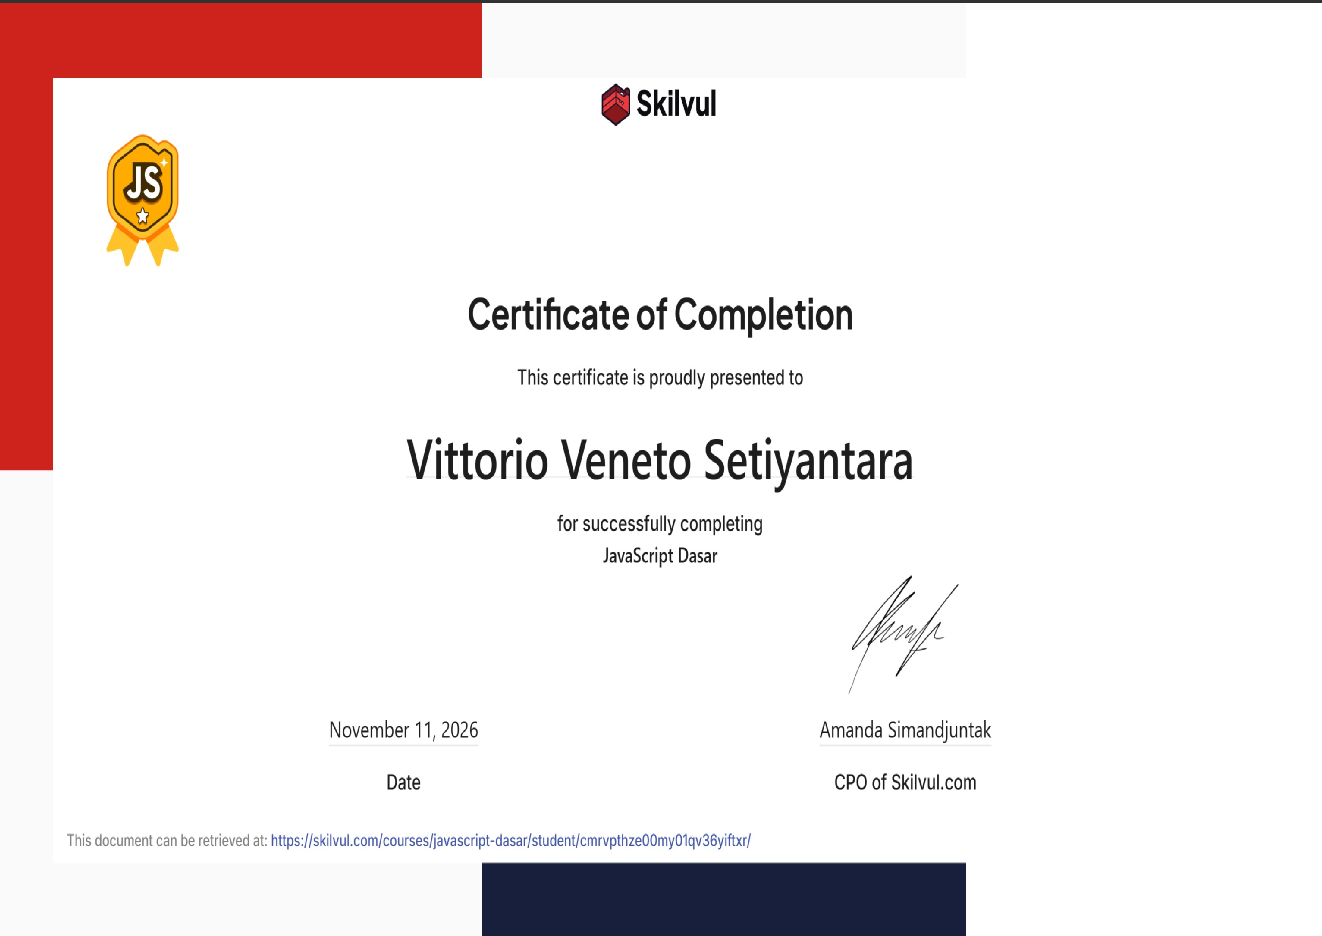 Skilvul
JS
Certificate of Completion
This certificate is proudly presented to
Vittorio Veneto Setiyantara
for successfully completing
JavaScript Dasar
November 11, 2026
Amanda Simandjuntak
Date
CPO of Skilvul.com
This document can be retrieved at: https://skilvul.com/courses/javascript-dasar/student/cmrvpthze00my01qv36yiftxr/